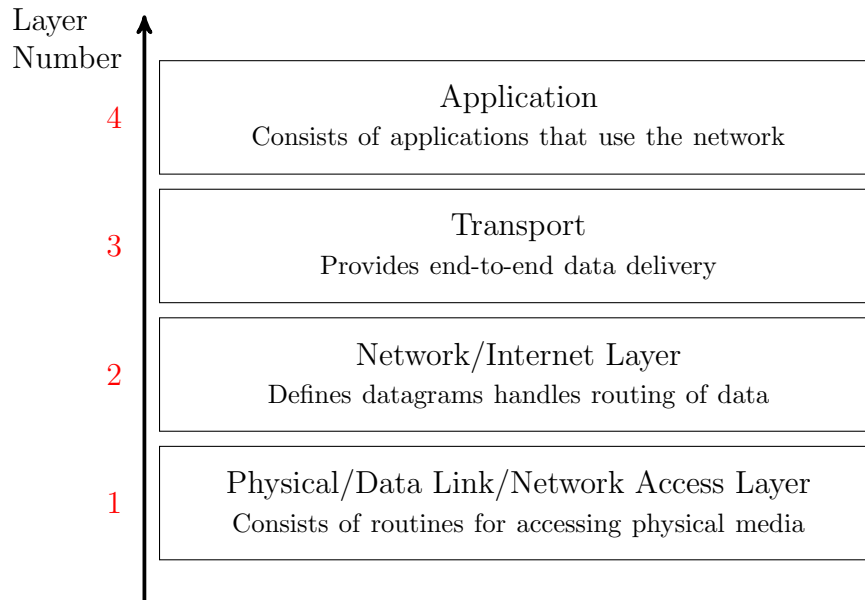 Layer
Number
4
Application
Consists of applications that use the network
3
Transport
Provides end-to-end data delivery
2
Network/Internet Layer
Defines datagrams handles routing of data
1
Physical/Data Link/Network Access Layer
Consists of routines for accessing physical media